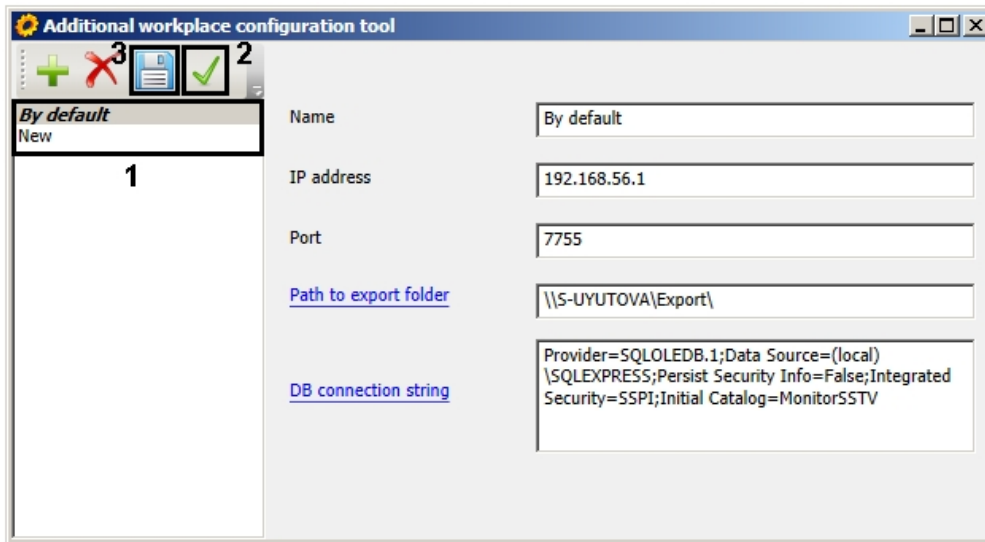 Additional workplace configuration tool
3
2
By default
New
1
Name
By default
IP address
192.168.56.1
Port
7755
Path to export folder
\\S-UYUTOVA\Export\
DB connection string
Provider=SQLOLEDB.1;Data Source=(local)
\SQLEXPRESS;Persist Security Info=False;Integrated
Security=SSPI;Initial Catalog=MonitorSSTV